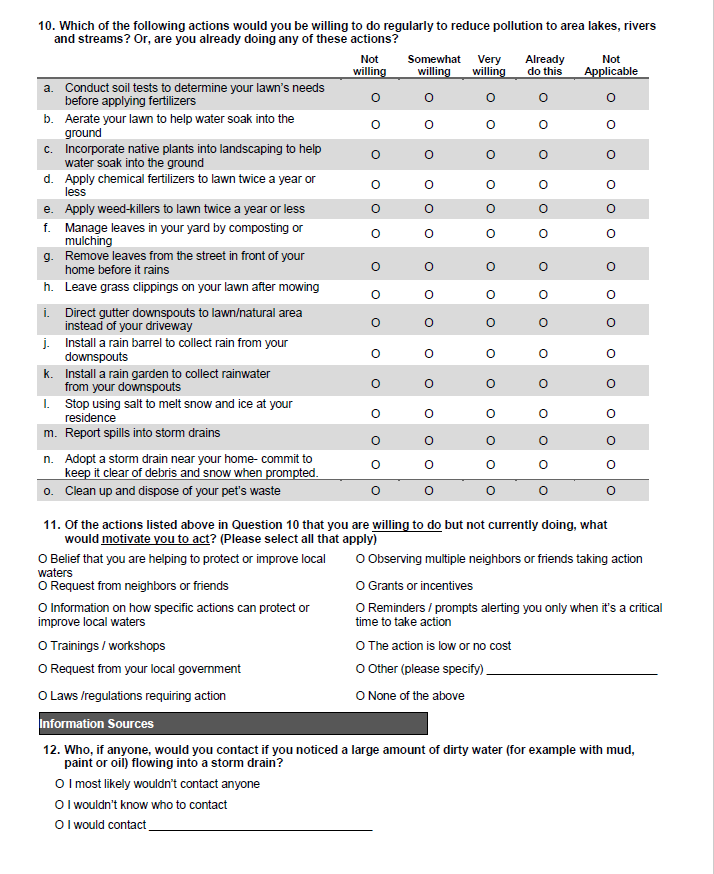 10. Which of the following actions would you be willing to do regularly to reduce pollution to area lakes, rivers
and streams? Or, are you already doing any of these actions?
Not willing Somewhat willing Very willing Already do this Not Applicable
a. Conduct soil tests to determine your lawn's needs
before applying fertilizers O O O O O
b. Aerate your lawn to help water soak into the
ground O O O O O
c. Incorporate native plants into landscaping to help
water soak into the ground O O O O O
d. Apply chemical fertilizers to lawn twice a year or
less O O O O O
e. Apply weed-killers to lawn twice a year or less O O O O O
f. Manage leaves in your yard by composting or
mulching O O O O O
g. Remove leaves from the street in front of your
home before it rains O O O O O
h. Leave grass clippings on your lawn after mowing O O O O O
i. Direct gutter downspouts to lawn/natural area
instead of your driveway O O O O O
j. Install a rain barrel to collect rain from your
downspouts O O O O O
k. Install a rain garden to collect rainwater
from your downspouts O O O O O
l. Stop using salt to melt snow and ice at your
residence O O O O O
m. Report spills into storm drains O O O O O
n. Adopt a storm drain near your home- commit to
keep it clear of debris and snow when prompted. O O O O O
o. Clean up and dispose of your pet's waste O O O O O
11. Of the actions listed above in Question 10 that you are willing to do but not currently doing, what
would motivate you to act? (Please select all that apply)
O Belief that you are helping to protect or improve local
waters
O Request from neighbors or friends
O Information on how specific actions can protect or
improve local waters
O Trainings / workshops
O Request from your local government
O Laws /regulations requiring action
O Observing multiple neighbors or friends taking action
O Grants or incentives
O Reminders / prompts alerting you only when it's a critical
time to take action
O The action is low or no cost
O Other (please specify)
O None of the above
Information Sources
12. Who, if anyone, would you contact if you noticed a large amount of dirty water (for example with mud,
paint or oil) flowing into a storm drain?
O I most likely wouldn't contact anyone
O I wouldn't know who to contact
O I would contact